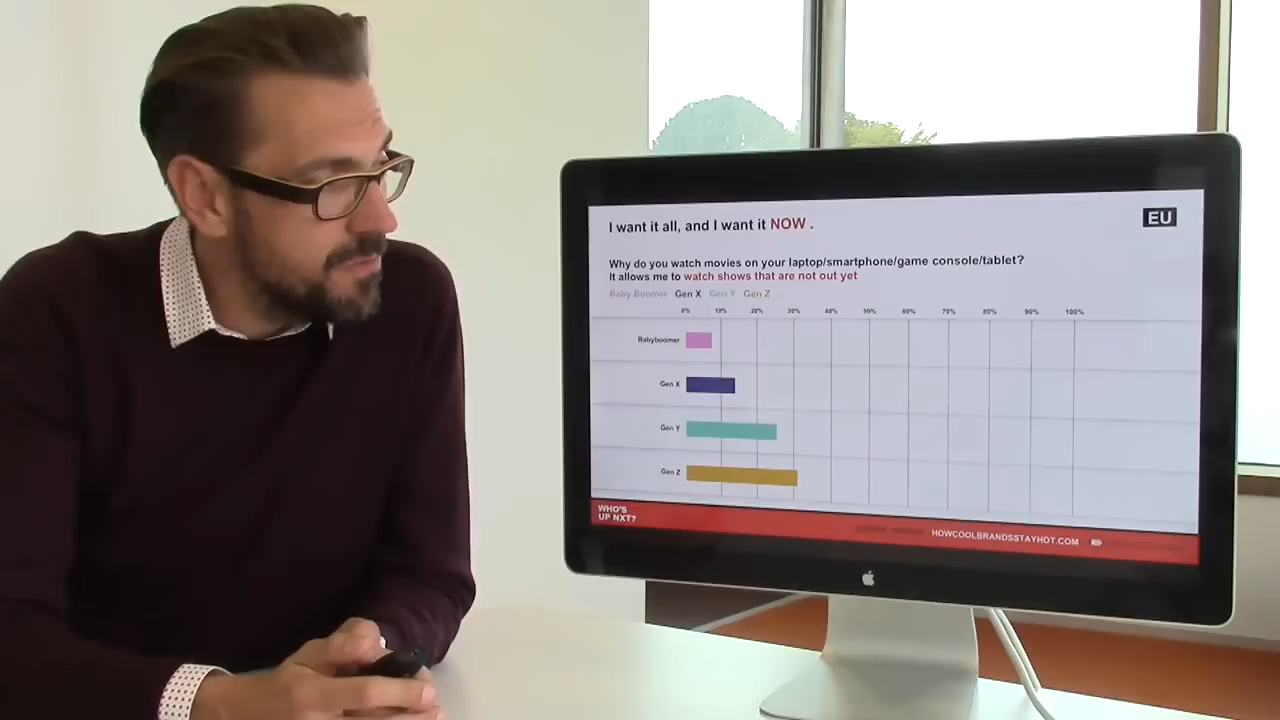 I want it all, and I want it NOW .
EU
Why do you watch movies on your laptop/smartphone/game console/tablet?
It allows me to watch shows that are not out yet
Baby Boomer Gen X Gen Y Gen Z
0% 10% 20% 30% 40% 50% 60% 70% 80% 90% 100%
Babyboomer
Gen X
Gen Y
Gen Z
WHO'S
UP NXT?
HOWCOOLBRANDSSTAYHOT.COM